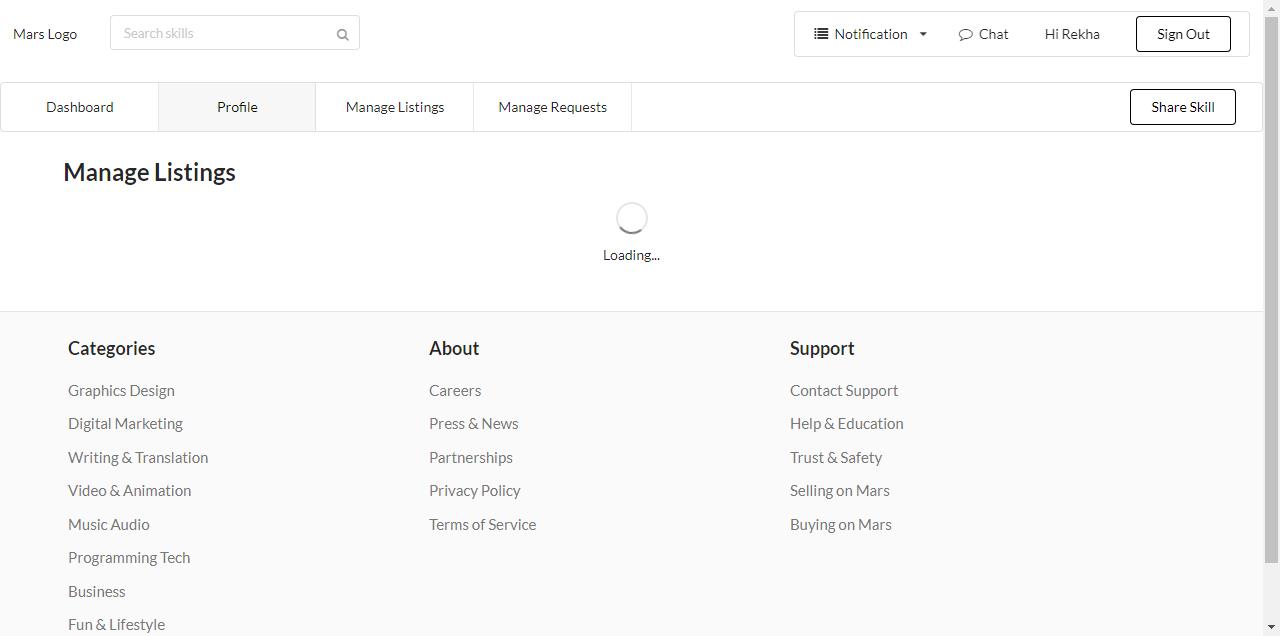 Mars Logo
Search skills
Notification
Chat
Hi Rekha
Sign Out
Dashboard
Profile
Manage Listings
Manage Requests
Share Skill
Manage Listings
Loading...
Categories
Graphics Design
Digital Marketing
Writing & Translation
Video & Animation
Music Audio
Programming Tech
Business
Fun & Lifestyle
About
Careers
Press & News
Partnerships
Privacy Policy
Terms of Service
Support
Contact Support
Help & Education
Trust & Safety
Selling on Mars
Buying on Mars